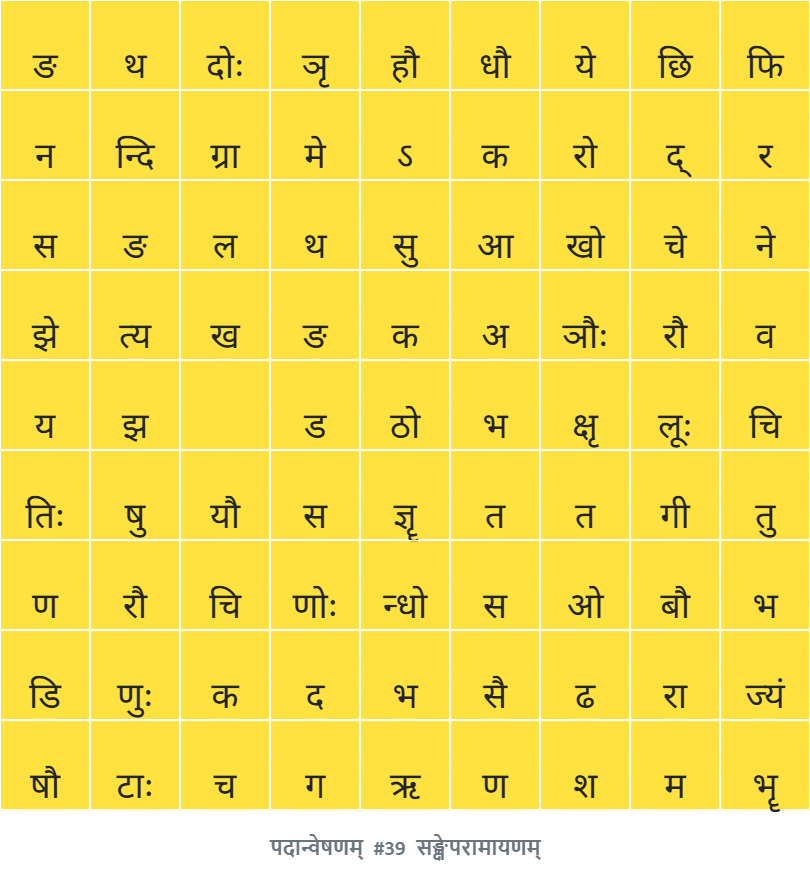 ङ थ दोः ञृ हौ धौ ये छि फि
न न्दि ग्रा मे ऽ क रो द् र
स ङ ल थ सु आ खो चे ने
झे त्य ख ङ क अ ञौः रौ व
य झ ड ठो भ क्षृ लूः चि
तिः षु यौ स ज्ञॄ त त गी तु
ण रौ चि णोः न्धो स ओ बौ भ
डि णुः क द भ सै ढ रा ज्यं
षौ टाः च ग ऋ ण श म भॄ
पदान्वेषणम् #39 सङ्क्षेपरामायणम्